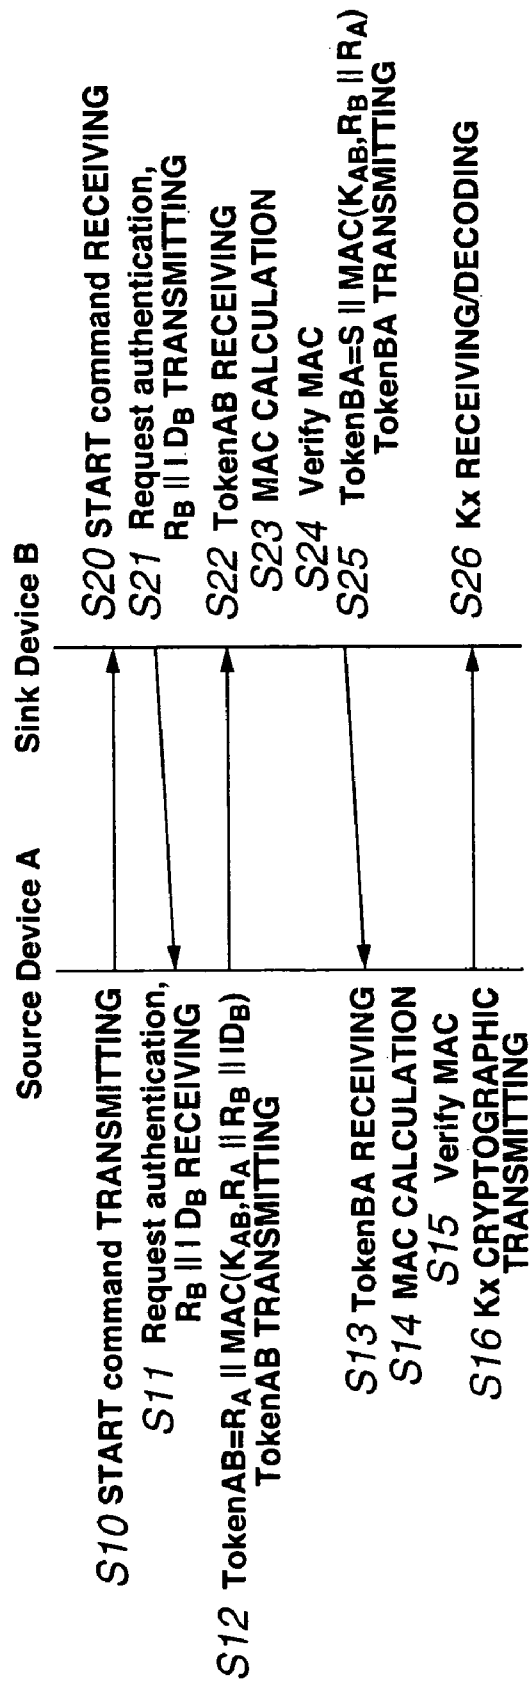 Source Device A
Sink Device B
S10 START command TRANSMITTING
S11 Request authentication,
RB || I DB RECEIVING
S12 TokenAB=RA || MAC(KAB,RA || RB || IDB)
TokenAB TRANSMITTING
S13 TokenBA RECEIVING
S14 MAC CALCULATION
S15 Verify MAC
S16 Kx CRYPTOGRAPHIC
TRANSMITTING
S20 START command RECEIVING
S21 Request authentication,
RB || I DB TRANSMITTING
S22 TokenAB RECEIVING
S23 MAC CALCULATION
S24 Verify MAC
S25 TokenBA=S || MAC(KAB,RB || RA)
TokenBA TRANSMITTING
S26 Kx RECEIVING/DECODING